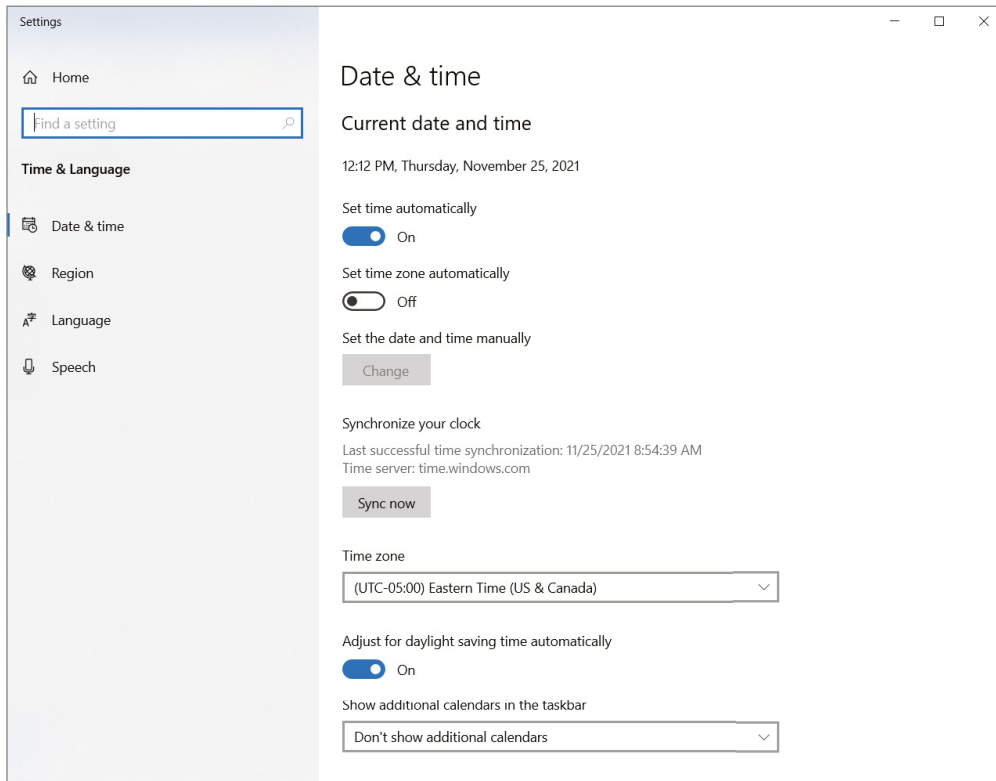 Settings
Home
Find a setting
Time & Language
Date & time
Region
Language
Speech
Date & time
Current date and time
12:12 PM, Thursday, November 25, 2021
Set time automatically
On
Set time zone automatically
Off
Set the date and time manually
Change
Synchronize your clock
Last successful time synchronization: 11/25/2021 8:54:39 AM
Time server: time.windows.com
Sync now
Time zone
(UTC-05:00) Eastern Time (US & Canada)
Adjust for daylight saving time automatically
On
Show additional calendars in the taskbar
Don't show additional calendars